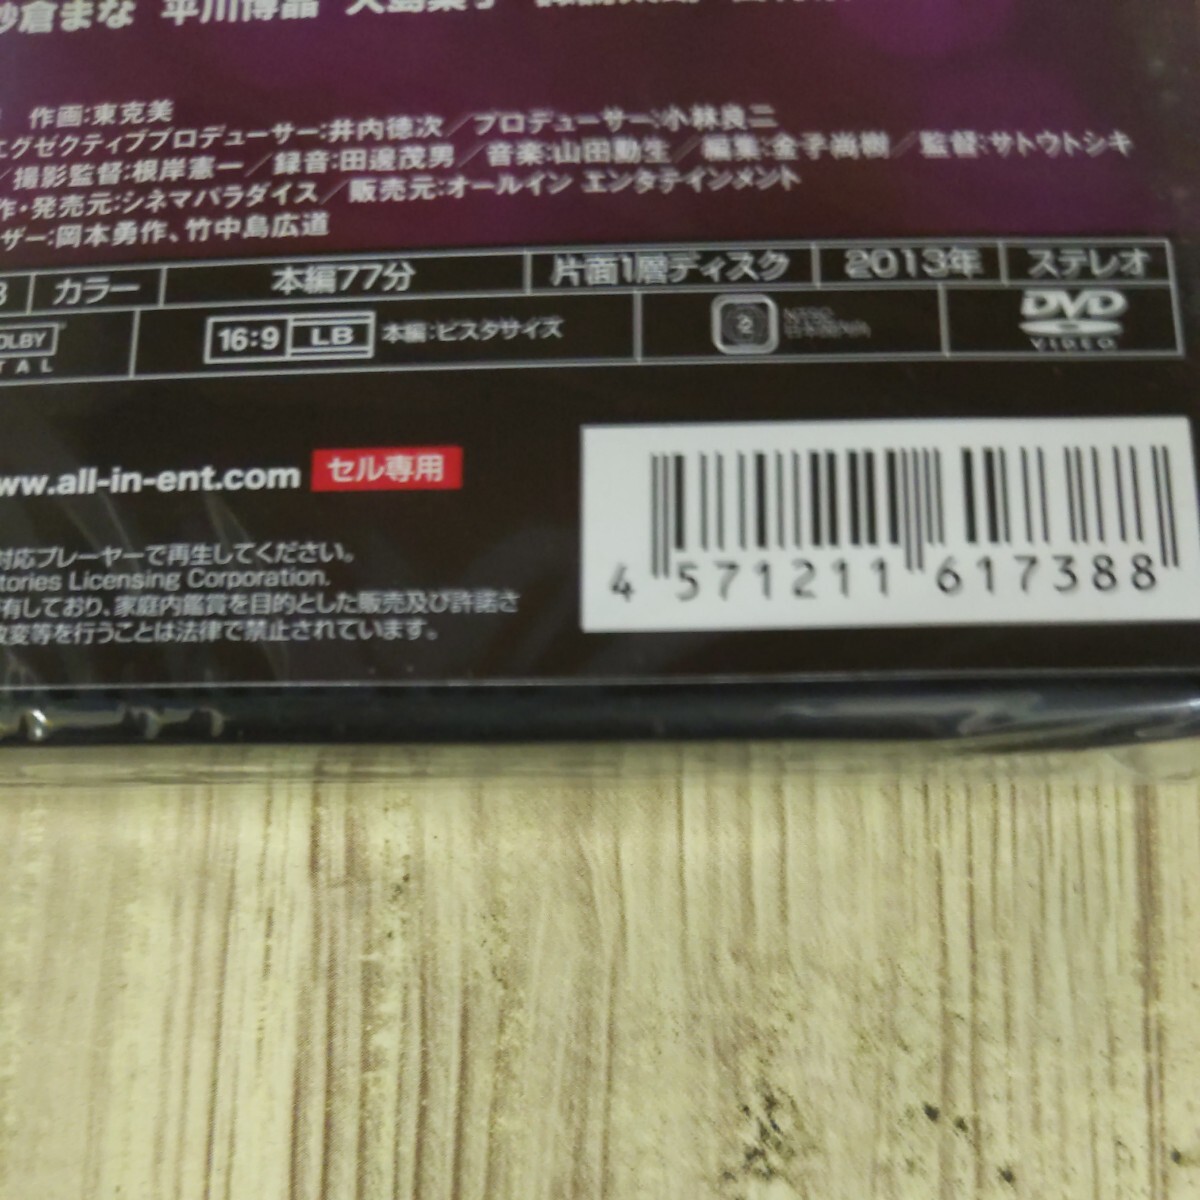 紗倉まな 平川博晶
作画:東克美
エグゼクティブプロデューサー:井内徳次／プロデューサー:小林良二
／撮影監督:根岸憲一／録音:田邊茂男／音楽:山田勳生／編集:金子尚樹／監督:サトウトシキ
作・発売元:シネマパラダイス／販売元:オールイン エンタテインメント
ザー:岡本勇作、竹中島広道
カラー 本編77分 片面1層ディスク 2013年 ステレオ
OLBY
TAL
16:9 LB 本編:ビスタサイズ 2 NTSC DVD
VIDEO
ww.all-in-ent.com セル専用
対応プレーヤーで再生してください。
tories Licensing Corporation.
有しており、家庭内鑑賞を目的とした販売及び許諾さ
改変等を行うことは法律で禁止されています。
4 571211 617388